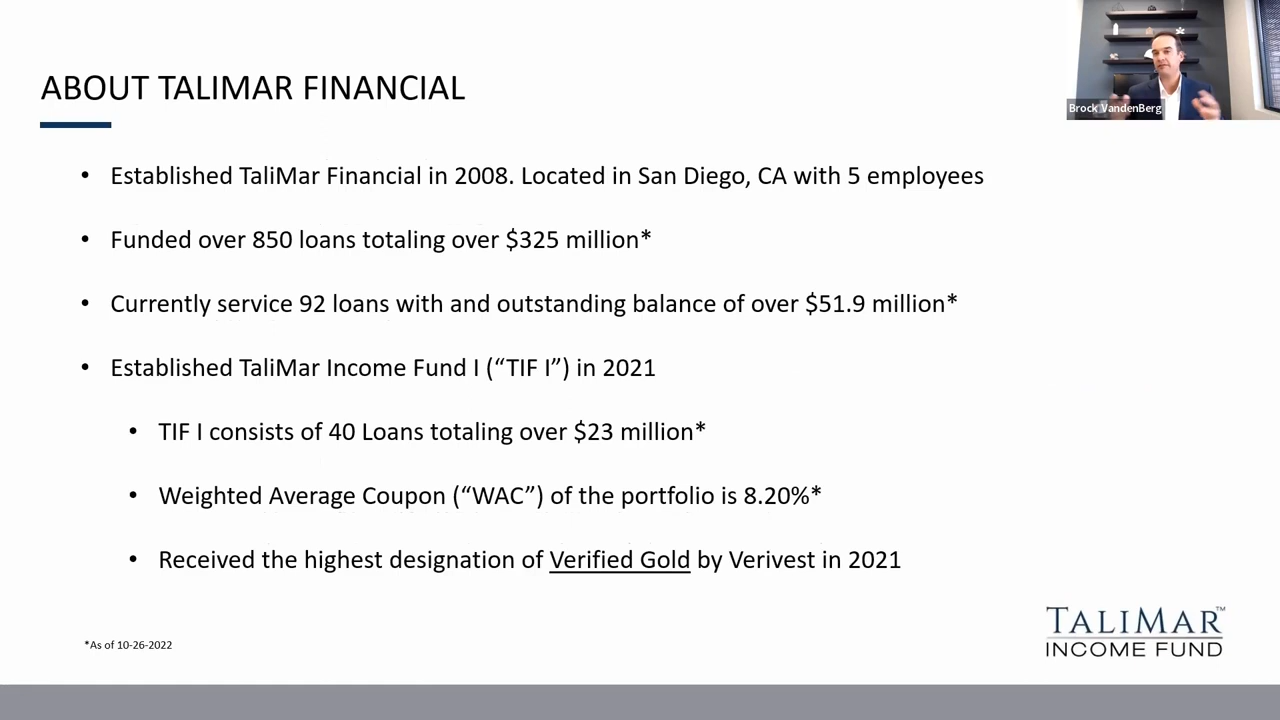 ABOUT TALIMAR FINANCIAL
Brock VandenBerg
• Established TaliMar Financial in 2008. Located in San Diego, CA with 5 employees
• Funded over 850 loans totaling over $325 million*
• Currently service 92 loans with and outstanding balance of over $51.9 million*
• Established TaliMar Income Fund I (“TIF I”) in 2021
• TIF I consists of 40 Loans totaling over $23 million*
• Weighted Average Coupon (“WAC”) of the portfolio is 8.20%*
• Received the highest designation of Verified Gold by Verivest in 2021
*As of 10-26-2022
TALIMAR™
INCOME FUND